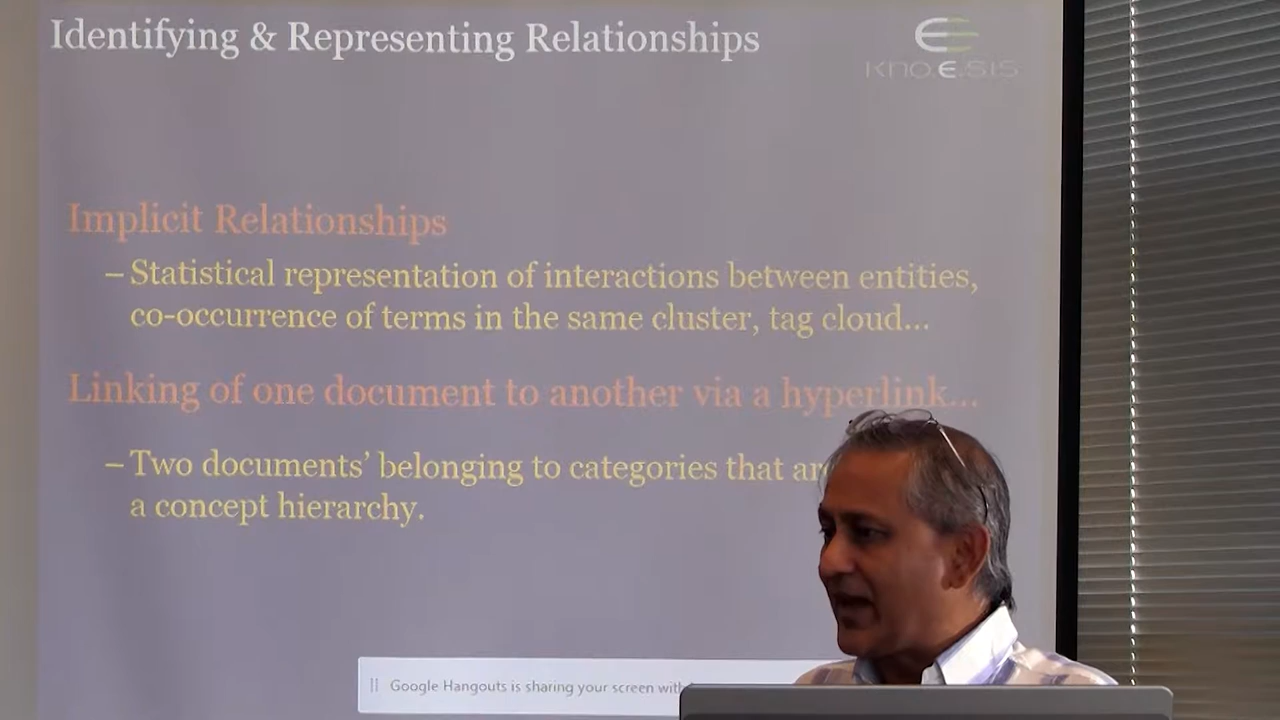 Identifying & Representing Relationships
kno.e.sis
Implicit Relationships
– Statistical representation of interactions between entities,
co-occurrence of terms in the same cluster, tag cloud...
Linking of one document to another via a hyperlink...
– Two documents’ belonging to categories that
a concept hierarchy.
Google Hangouts is sharing your screen with